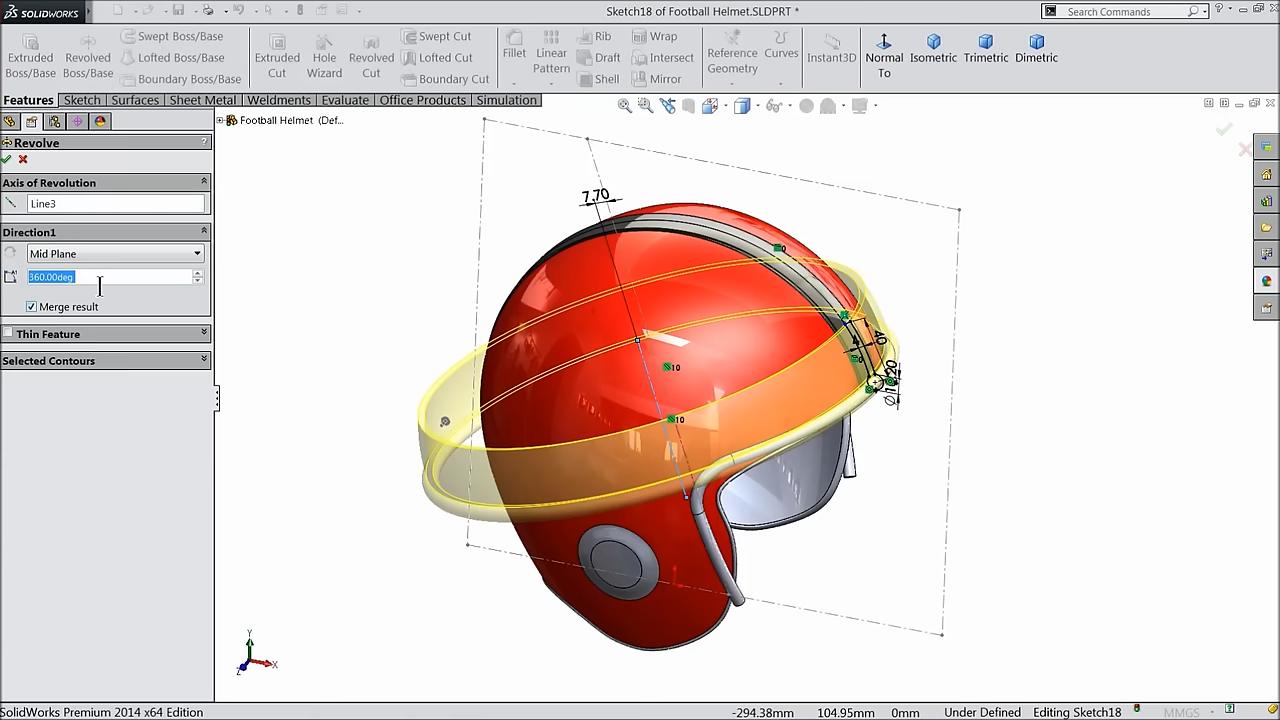 SOLIDWORKS
Sketch18 of Football Helmet.SLDPRT *
Search Commands
Extruded Boss/Base
Revolved Boss/Base
Swept Boss/Base
Lofted Boss/Base
Boundary Boss/Base
Extruded Cut
Hole Wizard
Revolved Cut
Swept Cut
Lofted Cut
Boundary Cut
Fillet
Linear Pattern
Rib
Draft
Shell
Wrap
Intersect
Mirror
Reference Geometry
Curves
Instant3D
Normal To
Isometric
Trimetric
Dimetric
Features
Sketch
Surfaces
Sheet Metal
Weldments
Evaluate
Office Products
Simulation
Football Helmet (Def...
Revolve
?
Axis of Revolution
Line3
Direction1
Mid Plane
360.00deg
Merge result
Thin Feature
Selected Contours
7.70
10
10
Y
X
Z
SolidWorks Premium 2014 x64 Edition
-294.38mm
104.95mm
0mm
Under Defined
Editing Sketch18
MMGS